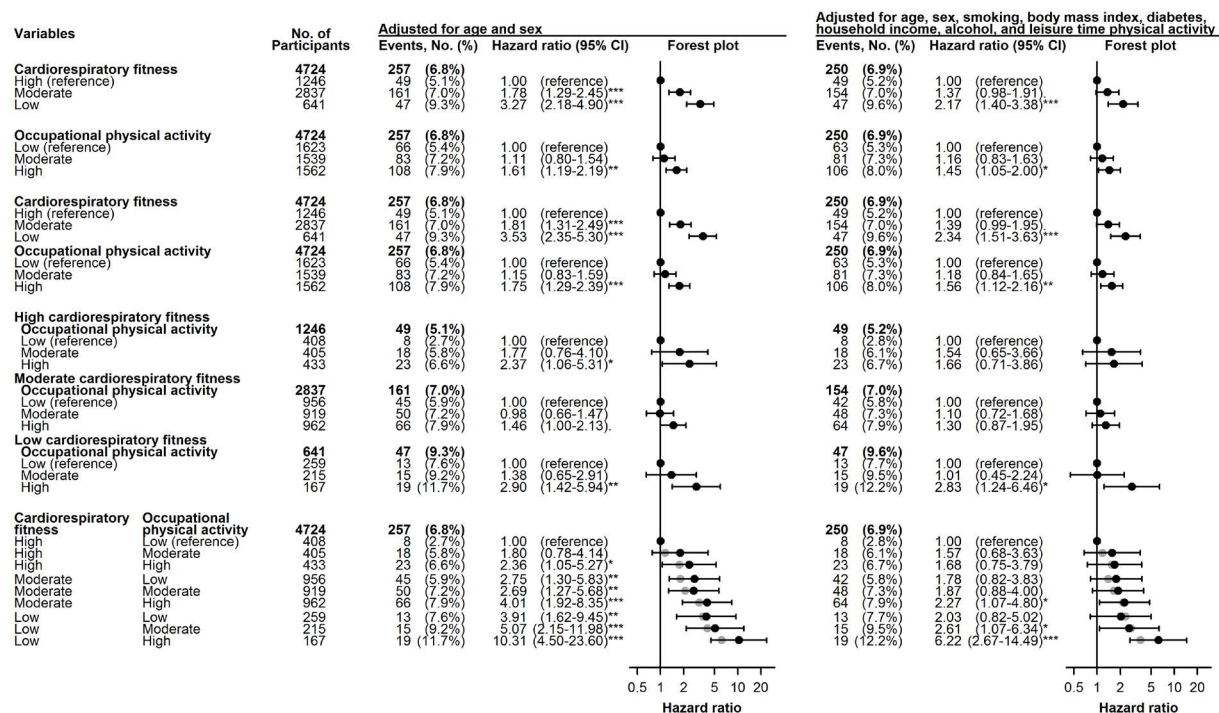 Variables No. of Participants Adjusted for age and sex Adjusted for age, sex, smoking, body mass index, diabetes, household income, alcohol, and leisure time physical activity
Events, No. (%) Hazard ratio (95% CI) Forest plot Events, No. (%) Hazard ratio (95% CI) Forest plot
Cardiorespiratory fitness 4724 257 (6.8%) 250 (6.9%)
High (reference) 1246 49 (5.1%) 1.00 (reference) 49 (5.2%) 1.00 (reference)
Moderate 2837 161 (7.0%) 1.78 (1.29-2.45)*** 154 (7.0%) 1.37 (0.98-1.91).
Low 641 47 (9.3%) 3.27 (2.18-4.90)*** 47 (9.6%) 2.17 (1.40-3.38)***
Occupational physical activity 4724 257 (6.8%) 250 (6.9%)
Low (reference) 1623 66 (5.4%) 1.00 (reference) 63 (5.3%) 1.00 (reference)
Moderate 1539 83 (7.2%) 1.11 (0.80-1.54) 81 (7.3%) 1.16 (0.83-1.63)
High 1562 108 (7.9%) 1.61 (1.19-2.19)** 106 (8.0%) 1.45 (1.05-2.00)*
Cardiorespiratory fitness 4724 257 (6.8%) 250 (6.9%)
High (reference) 1246 49 (5.1%) 1.00 (reference) 49 (5.2%) 1.00 (reference)
Moderate 2837 161 (7.0%) 1.81 (1.31-2.49)*** 154 (7.0%) 1.39 (0.99-1.95).
Low 641 47 (9.3%) 3.53 (2.35-5.30)*** 47 (9.6%) 2.34 (1.51-3.63)***
Occupational physical activity 4724 257 (6.8%) 250 (6.9%)
Low (reference) 1623 66 (5.4%) 1.00 (reference) 63 (5.3%) 1.00 (reference)
Moderate 1539 83 (7.2%) 1.15 (0.83-1.59) 81 (7.3%) 1.18 (0.84-1.65)
High 1562 108 (7.9%) 1.75 (1.29-2.39)*** 106 (8.0%) 1.56 (1.12-2.16)**
High cardiorespiratory fitness
Occupational physical activity 1246 49 (5.1%) 49 (5.2%)
Low (reference) 408 8 (2.7%) 1.00 (reference) 8 (2.8%) 1.00 (reference)
Moderate 405 18 (5.8%) 1.77 (0.76-4.10) 18 (6.1%) 1.54 (0.65-3.66)
High 433 23 (6.6%) 2.37 (1.06-5.31)* 23 (6.7%) 1.66 (0.71-3.86)
Moderate cardiorespiratory fitness
Occupational physical activity 2837 161 (7.0%) 154 (7.0%)
Low (reference) 956 45 (5.9%) 1.00 (reference) 42 (5.8%) 1.00 (reference)
Moderate 919 50 (7.2%) 0.98 (0.66-1.47) 48 (7.3%) 1.10 (0.72-1.68)
High 962 66 (7.9%) 1.46 (1.00-2.13). 64 (7.9%) 1.30 (0.87-1.95)
Low cardiorespiratory fitness
Occupational physical activity 641 47 (9.3%) 47 (9.6%)
Low (reference) 259 13 (7.6%) 1.00 (reference) 13 (7.7%) 1.00 (reference)
Moderate 215 15 (9.2%) 1.38 (0.65-2.91) 15 (9.5%) 1.01 (0.45-2.24)
High 167 19 (11.7%) 2.90 (1.42-5.94)** 19 (12.2%) 2.83 (1.24-6.46)*
Cardiorespiratory fitness Occupational physical activity 4724 257 (6.8%) 250 (6.9%)
High Low (reference) 408 8 (2.7%) 1.00 (reference) 8 (2.8%) 1.00 (reference)
High Moderate 405 18 (5.8%) 1.80 (0.78-4.14) 18 (6.1%) 1.57 (0.68-3.63)
High High 433 23 (6.6%) 2.36 (1.05-5.27)* 23 (6.7%) 1.68 (0.75-3.79)
Moderate Low 956 45 (5.9%) 2.75 (1.30-5.83)** 42 (5.8%) 1.78 (0.82-3.83)
Moderate Moderate 919 50 (7.2%) 2.69 (1.27-5.68)** 48 (7.3%) 1.87 (0.88-4.00)
Moderate High 962 66 (7.9%) 4.01 (1.92-8.35)*** 64 (7.9%) 2.27 (1.07-4.80)*
Low Low 259 13 (7.6%) 3.91 (1.62-9.45)** 13 (7.7%) 2.03 (0.82-5.02)
Low Moderate 215 15 (9.2%) 5.07 (2.15-11.98)*** 15 (9.5%) 2.61 (1.07-6.34)*
Low High 167 19 (11.7%) 10.31 (4.50-23.60)*** 19 (12.2%) 6.22 (2.67-14.49)***
0.5 1 2 5 10 20 0.5 1 2 5 10 20
Hazard ratio Hazard ratio